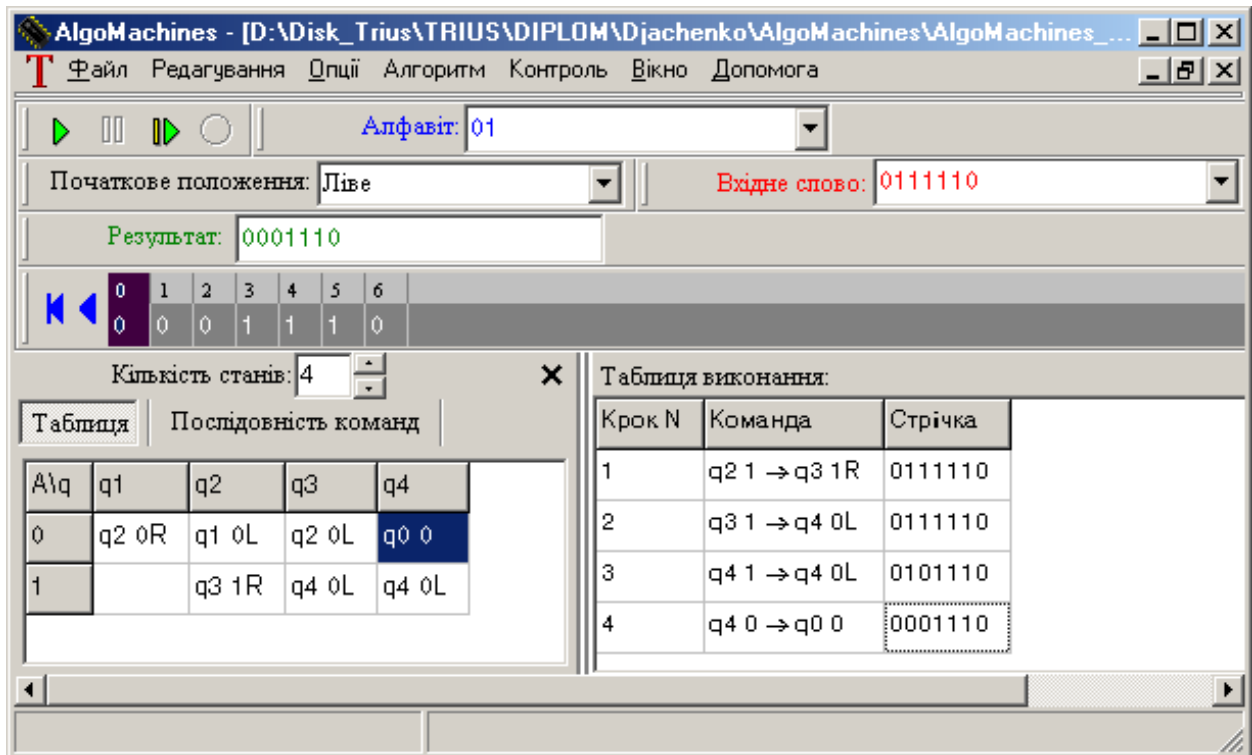 AlgoMachines - [D:\Disk_Trius\TRIUS\DIPLOM\Djachenko\AlgoMachines\AlgoMachines_...
T Файл Редагування Опції Алгоритм Контроль Вікно Допомога
Алфавіт: 01
Початкове положення: Ліве Вхідне слово: 0111110
Результат: 0001110
0 1 2 3 4 5 6
0 0 0 1 1 1 0
Кількість станів: 4
Таблиця Послідовність команд
A\q q1 q2 q3 q4
0 q2 0R q1 0L q2 0L q0 0
1 q3 1R q4 0L q4 0L
Таблиця виконання:
Крок N Команда Стрічка
1 q2 1 →q3 1R 0111110
2 q3 1 →q4 0L 0111110
3 q4 1 →q4 0L 0101110
4 q4 0 →q0 0 0001110